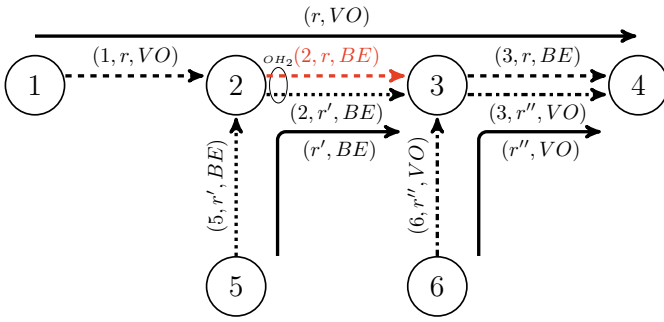 (r, VO)
(1, r, VO)
OH2
(2, r, BE)
(3, r, BE)
1
2
3
4
(2, r′, BE)
(3, r′′, VO)
(r′, BE)
(r′′, VO)
(5, r′, BE)
(6, r′′, VO)
5
6